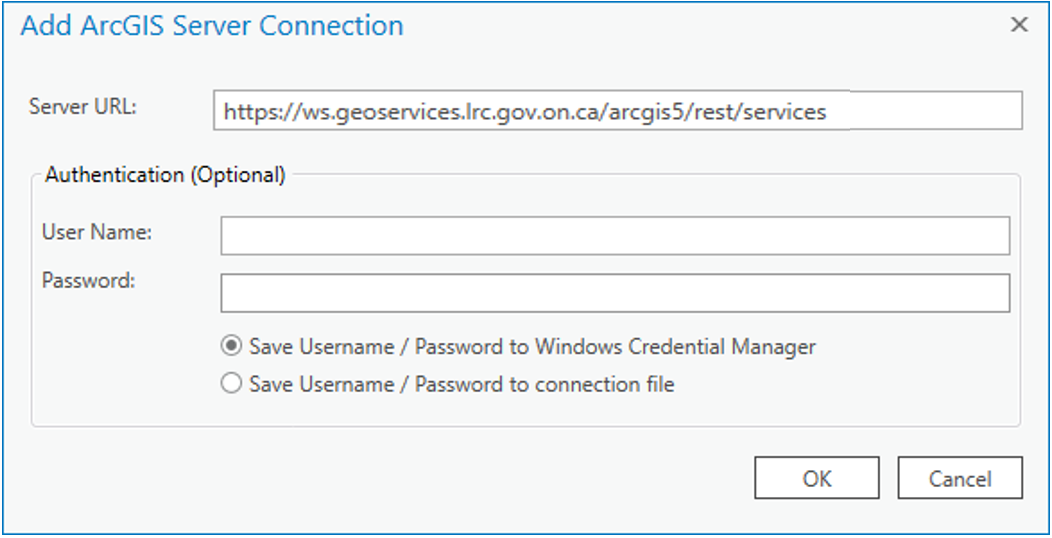 Add ArcGIS Server Connection
Server URL: https://ws.geoservices.lrc.gov.on.ca/arcgis5/rest/services
Authentication (Optional)
User Name:
Password:
Save Username / Password to Windows Credential Manager
Save Username / Password to connection file
OK Cancel